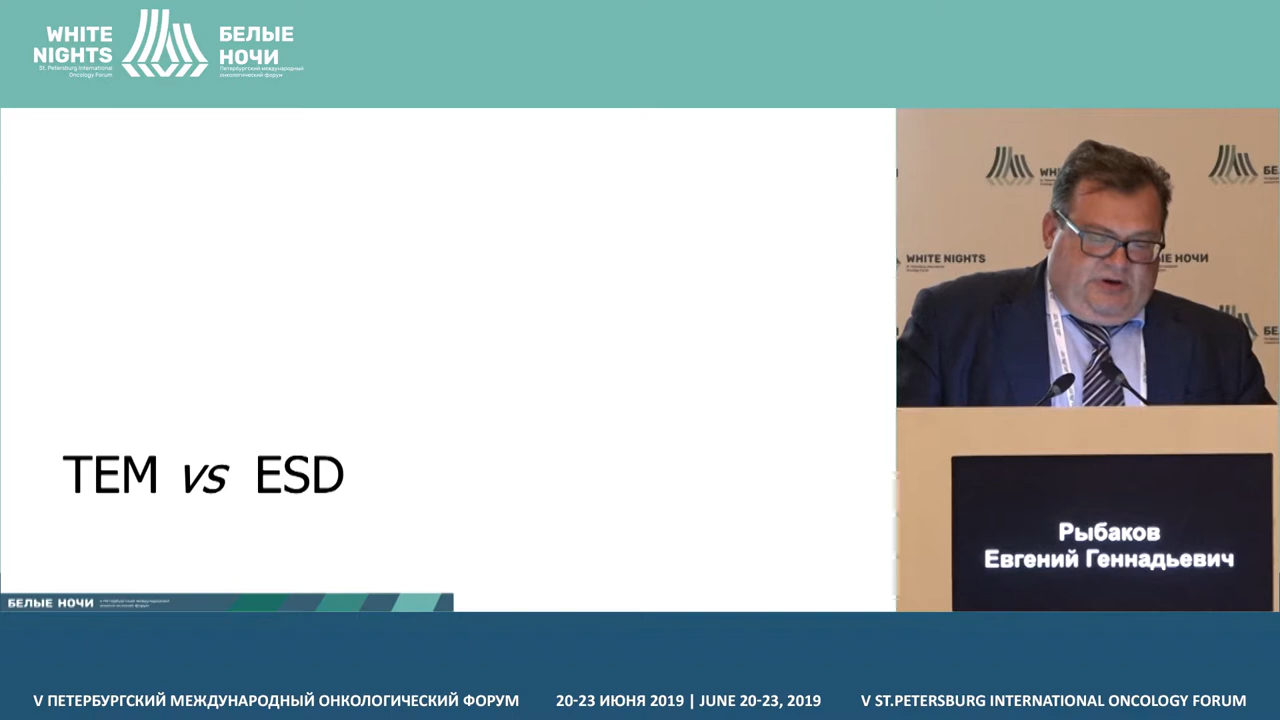 WHITE
NIGHTS
St. Petersburg International
Oncology Forum
БЕЛЫЕ
НОЧИ
Петербургский международный
онкологический форум
TEM vs ESD
БЕЛЫЕ НОЧИ
WHITE NIGHTS
БЕ
ЫЕ НОЧИ
Рыбаков
Евгений Геннадьевич
V ПЕТЕРБУРГСКИЙ МЕЖДУНАРОДНЫЙ ОНКОЛОГИЧЕСКИЙ ФОРУМ
20-23 ИЮНЯ 2019 | JUNE 20-23, 2019
V ST.PETERSBURG INTERNATIONAL ONCOLOGY FORUM